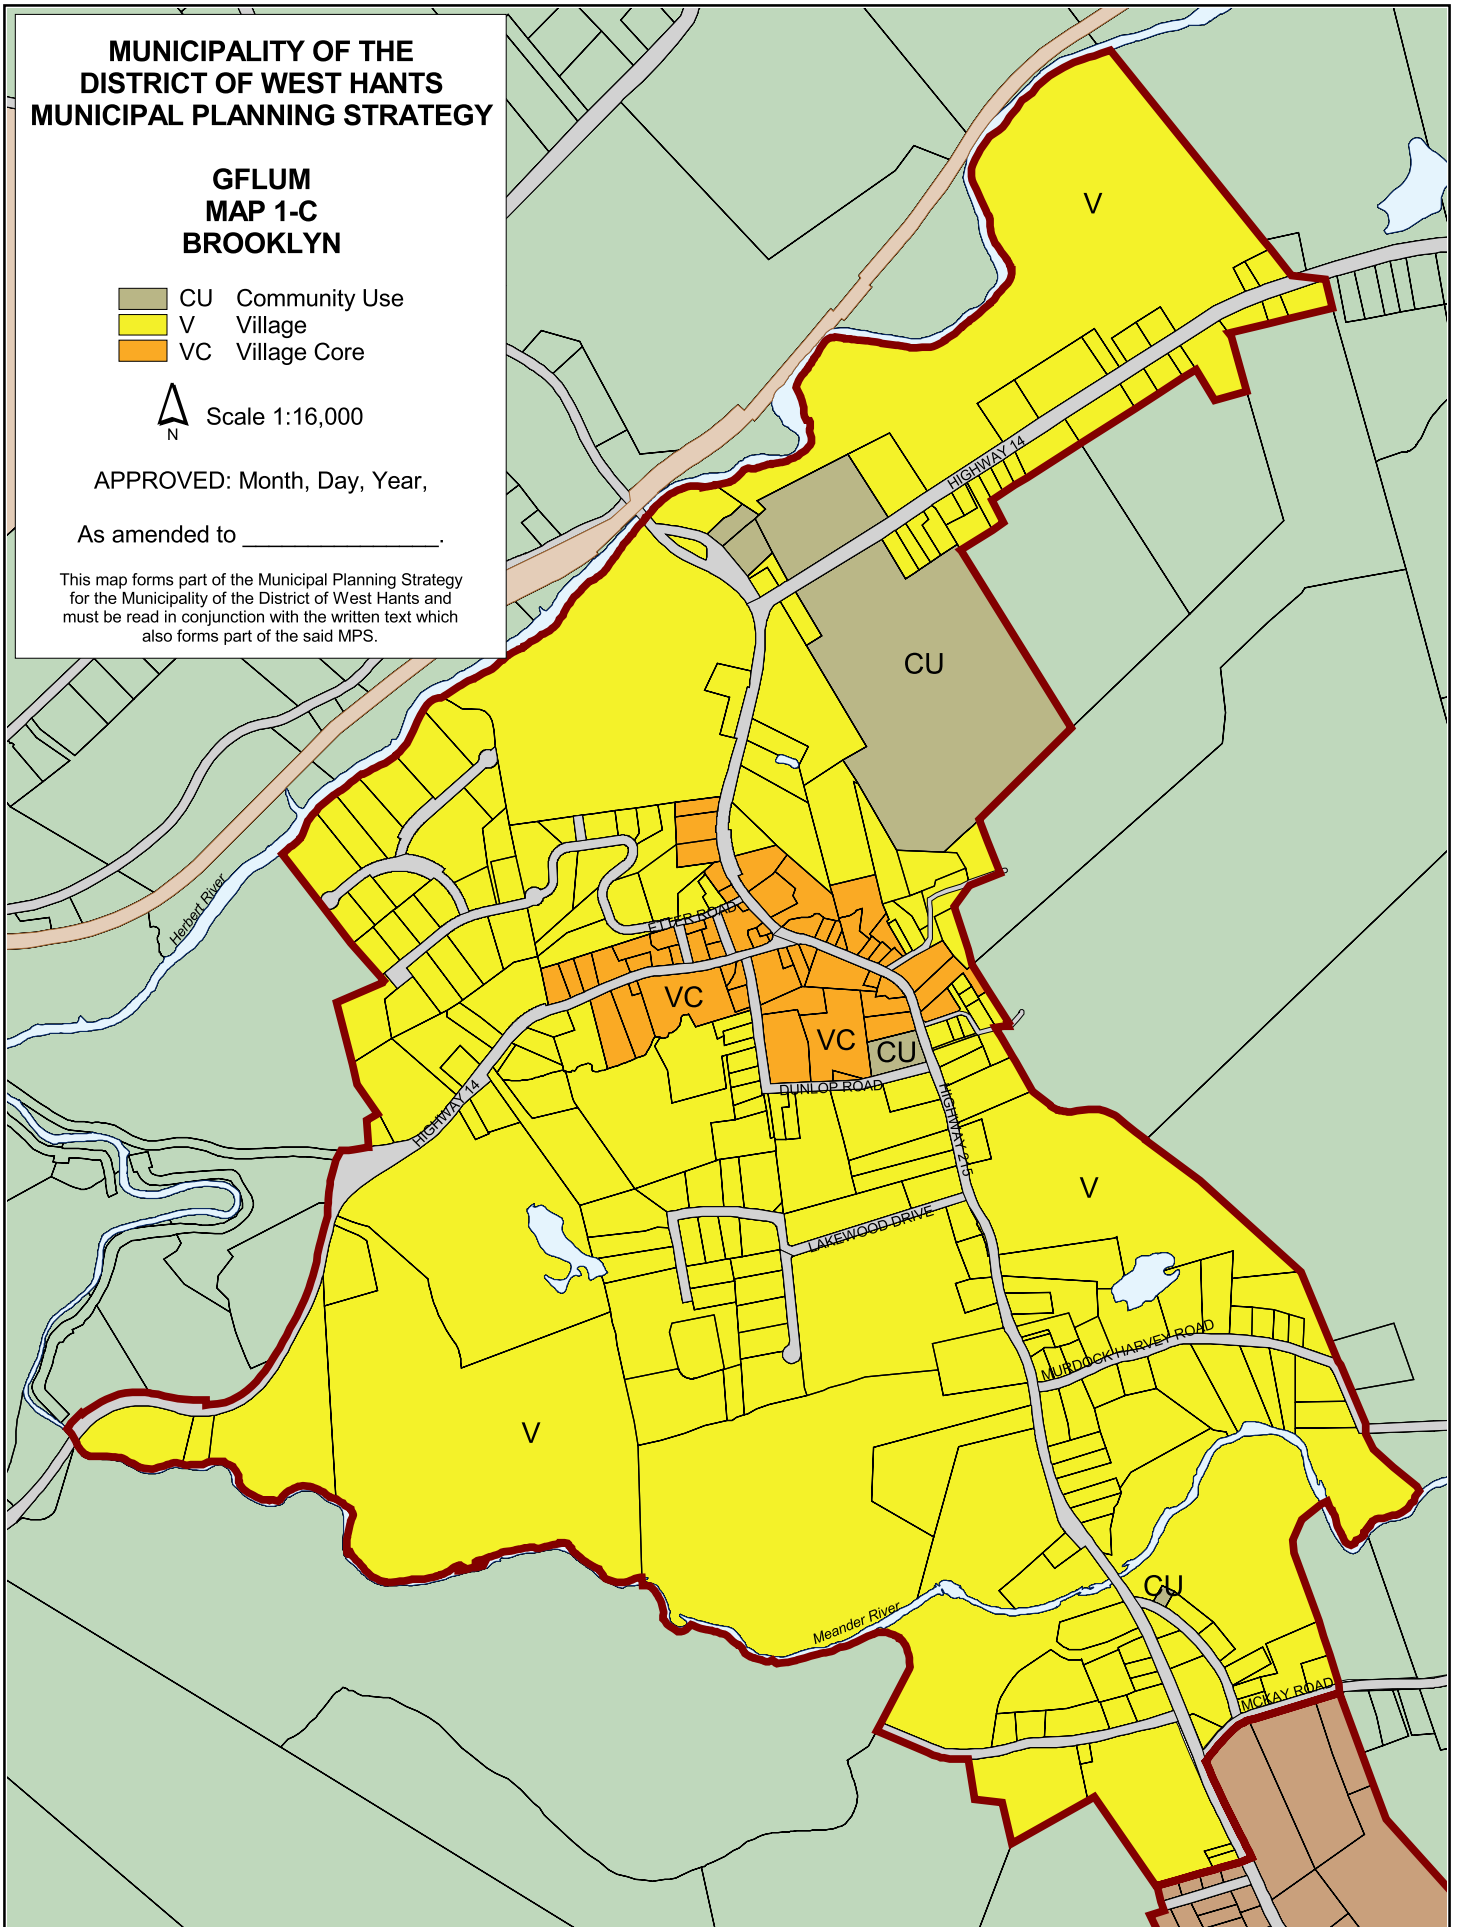 MUNICIPALITY OF THE
DISTRICT OF WEST HANTS
MUNICIPAL PLANNING STRATEGY
GFLUM
MAP 1-C
BROOKLYN
CU Community Use
V Village
VC Village Core
N
Scale 1:16,000
APPROVED: Month, Day, Year,
As amended to _______________.
This map forms part of the Municipal Planning Strategy
for the Municipality of the District of West Hants and
must be read in conjunction with the written text which
also forms part of the said MPS.
V
HIGHWAY 14
CU
Herbert River
ETTER ROAD
VC
VC
CU
DUNLOP ROAD
HIGHWAY 14
HIGHWAY 215
V
LAKEWOOD DRIVE
MURDOCK HARVEY ROAD
V
CU
Meander River
MCKAY ROAD